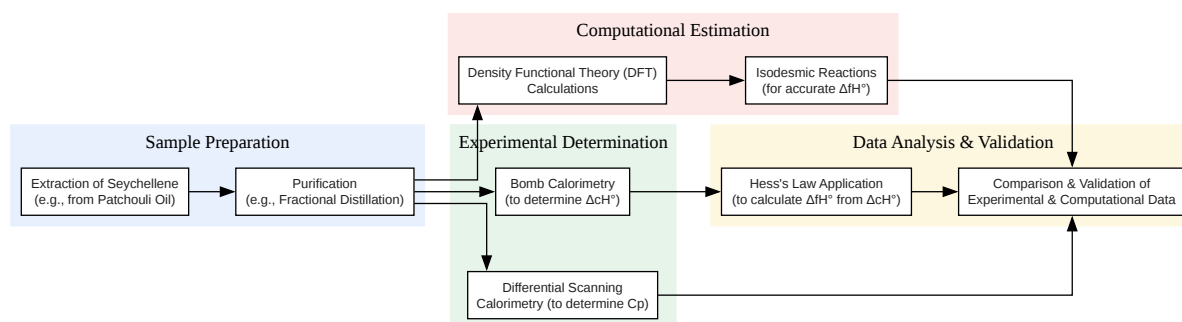 Computational Estimation
Density Functional Theory (DFT)
Calculations
Isodesmic Reactions
(for accurate ΔfH°)
Sample Preparation
Extraction of Seychellene
(e.g., from Patchouli Oil)
Purification
(e.g., Fractional Distillation)
Experimental Determination
Bomb Calorimetry
(to determine ΔcH°)
Differential Scanning
Calorimetry (to determine Cp)
Data Analysis & Validation
Hess's Law Application
(to calculate ΔfH° from ΔcH°)
Comparison & Validation of
Experimental & Computational Data